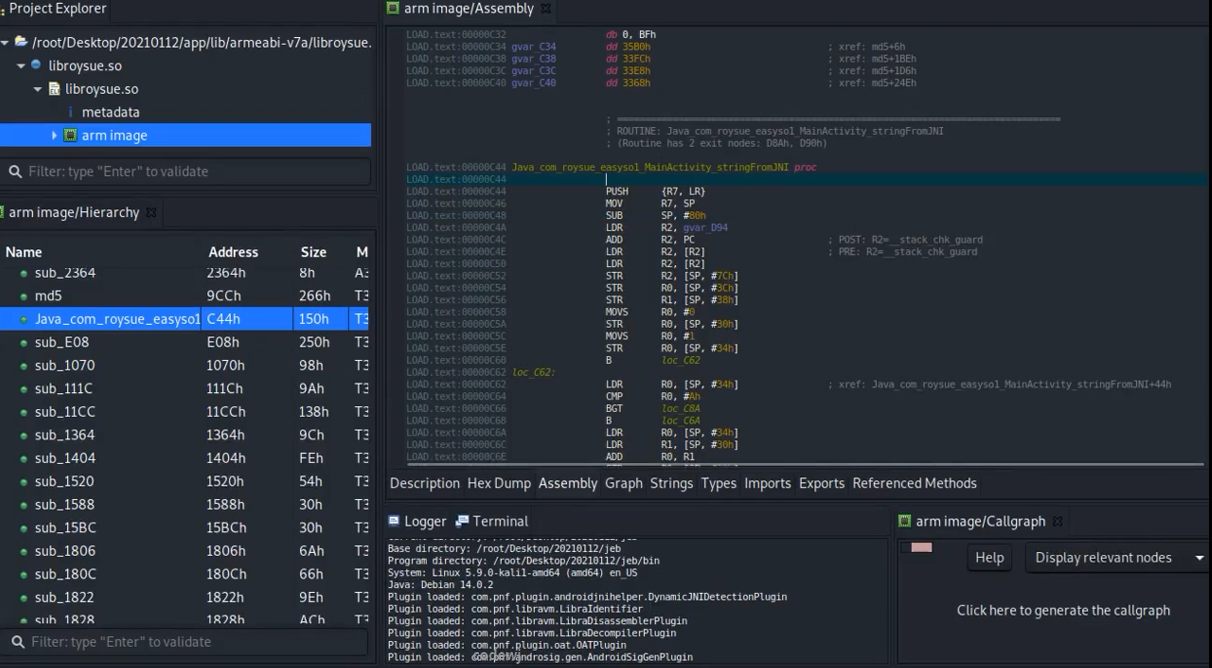 Project Explorer
/root/Desktop/20210112/app/lib/armeabi-v7a/libroysue.
libroysue.so
libroysue.so
metadata
arm image
Filter: type "Enter" to validate
arm image/Hierarchy
Name Address Size M
sub_2364 2364h 8h A3
md5 9CCh 266h T3
Java_com_roysue_easyso1 C44h 150h T3
sub_E08 E08h 250h T3
sub_1070 1070h 98h T3
sub_111C 111Ch 9Ah T3
sub_11CC 11CCh 138h T3
sub_1364 1364h 9Ch T3
sub_1404 1404h FEh T3
sub_1520 1520h 54h T3
sub_1588 1588h 30h T3
sub_15BC 15BCh 30h T3
sub_1806 1806h 6Ah T3
sub_180C 180Ch 66h T3
sub_1822 1822h 9Eh T3
sub_1828 1828h ACh T3
Filter: type "Enter" to validate
arm image/Assembly
LOAD.text:00000C32 db 0, BFh
LOAD.text:00000C34 gvar_C34 dd 35B0h ; xref: md5+6h
LOAD.text:00000C38 gvar_C38 dd 33FCh ; xref: md5+1BEh
LOAD.text:00000C3C gvar_C3C dd 33E8h ; xref: md5+1D6h
LOAD.text:00000C40 gvar_C40 dd 3368h ; xref: md5+24Eh
; ROUTINE: Java_com_roysue_easyso1_MainActivity_stringFromJNI
; (Routine has 2 exit nodes: D8Ah, D90h)
LOAD.text:00000C44 Java_com_roysue_easyso1_MainActivity_stringFromJNI proc
LOAD.text:00000C44
LOAD.text:00000C44 PUSH {R7, LR}
LOAD.text:00000C46 MOV R7, SP
LOAD.text:00000C48 SUB SP, #80h
LOAD.text:00000C4A LDR R2, gvar_D94
LOAD.text:00000C4C ADD R2, PC ; POST: R2=__stack_chk_guard
LOAD.text:00000C4E LDR R2, [R2] ; PRE: R2=__stack_chk_guard
LOAD.text:00000C50 LDR R2, [R2]
LOAD.text:00000C52 STR R2, [SP, #7Ch]
LOAD.text:00000C54 STR R0, [SP, #3Ch]
LOAD.text:00000C56 STR R1, [SP, #38h]
LOAD.text:00000C58 MOVS R0, #0
LOAD.text:00000C5A STR R0, [SP, #30h]
LOAD.text:00000C5C MOVS R0, #1
LOAD.text:00000C5E STR R0, [SP, #34h]
LOAD.text:00000C60 B loc_C62
LOAD.text:00000C62 loc_C62:
LOAD.text:00000C62 LDR R0, [SP, #34h] ; xref: Java_com_roysue_easyso1_MainActivity_stringFromJNI+44h
LOAD.text:00000C64 CMP R0, #Ah
LOAD.text:00000C66 BGT loc_C8A
LOAD.text:00000C68 B loc_C6A
LOAD.text:00000C6A LDR R0, [SP, #34h]
LOAD.text:00000C6C LDR R1, [SP, #30h]
LOAD.text:00000C6E ADD R0, R1
Description Hex Dump Assembly Graph Strings Types Imports Exports Referenced Methods
Logger Terminal
Base directory: /root/Desktop/20210112/jeb
Program directory: /root/Desktop/20210112/jeb/bin
System: Linux 5.9.0-kali1-amd64 (amd64) en_US
Java: Debian 14.0.2
Plugin loaded: com.pnf.plugin.androidjnihelper.DynamicJNIDetectionPlugin
Plugin loaded: com.pnf.libravm.LibraIdentifier
Plugin loaded: com.pnf.libravm.LibraDisassemblerPlugin
Plugin loaded: com.pnf.libravm.LibraDecompilerPlugin
Plugin loaded: com.pnf.plugin.oat.OATPlugin
Plugin loaded: com.pnf.androsig.gen.AndroidSigGenPlugin
arm image/Callgraph
Help Display relevant nodes
Click here to generate the callgraph